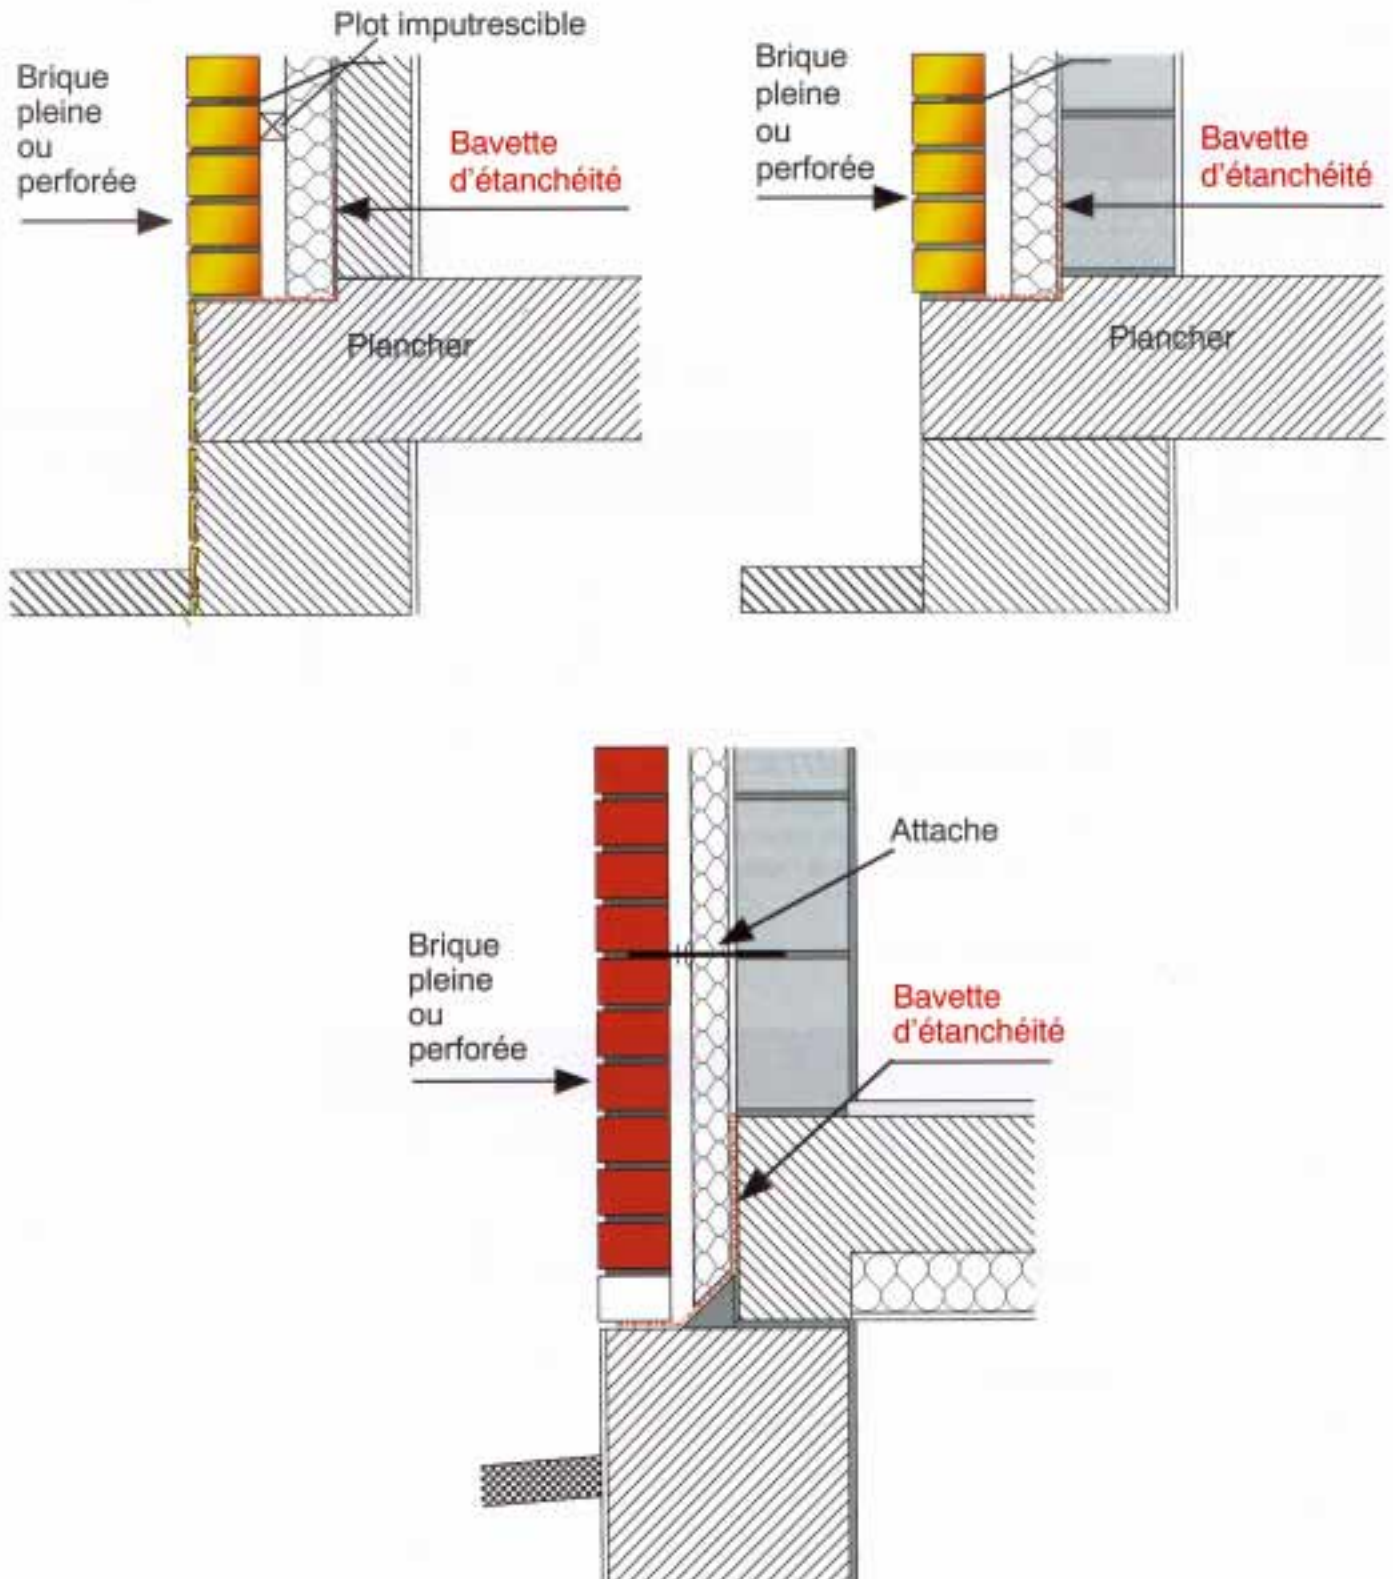 Plot imputrescible
Brique
pleine
ou
perforée
Bavette
d'étanchéité
Plancher
Brique
pleine
ou
perforée
Bavette
d'étanchéité
Plancher
Attache
Brique
pleine
ou
perforée
Bavette
d'étanchéité